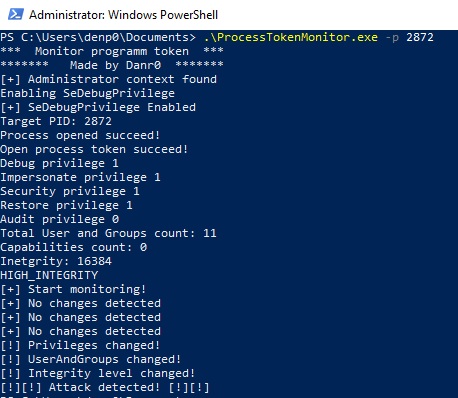 Administrator: Windows PowerShell
PS C:\Users\denp0\Documents> .\ProcessTokenMonitor.exe -p 2872
***  Monitor programm token  ***
*******   Made by Danr0  *******
[+] Administrator context found
Enabling SeDebugPrivilege
[+] SeDebugPrivilege Enabled
Target PID: 2872
Process opened succeed!
Open process token succeed!
Debug privilege 1
Impersonate privilege 1
Security privilege 1
Restore privilege 1
Audit privilege 0
Total User and Groups count: 11
Capabilities count: 0
Inetgrity: 16384
HIGH_INTEGRITY
[+] Start monitoring!
[+] No changes detected
[+] No changes detected
[+] No changes detected
[!] Privileges changed!
[!] UserAndGroups changed!
[!] Integrity level changed!
[!][!] Attack detected! [!][!]